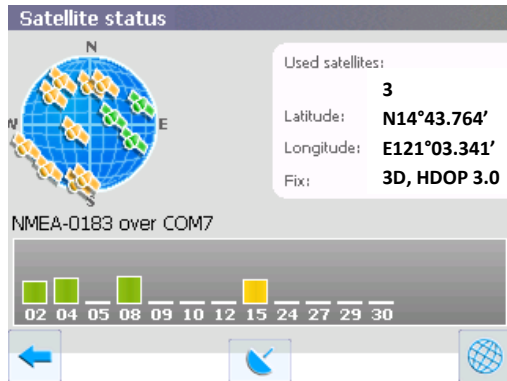 Satellite status
N
W
E
S
Used satellites:
3
Latitude: N14°43.764’
Longitude: E121°03.341’
Fix: 3D, HDOP 3.0
NMEA-0183 over COM7
02 04 05 08 09 10 12 15 24 27 29 30